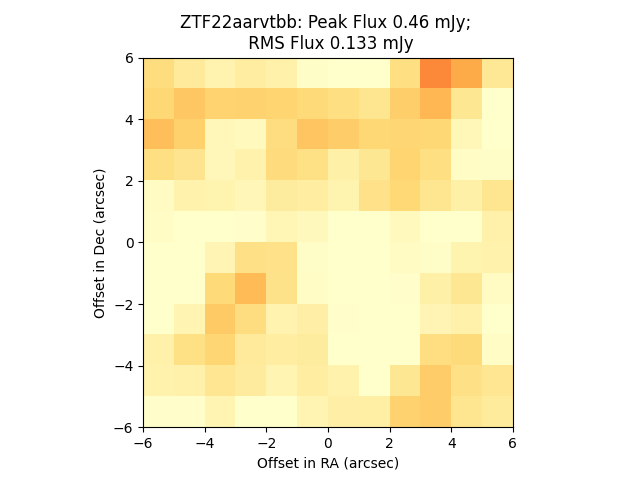 ZTF22aarvtbb: Peak Flux 0.46 mJy;
RMS Flux 0.133 mJy
6
4
2
0
−2
−4
−6
Offset in Dec (arcsec)
−6 −4 −2 0 2 4 6
Offset in RA (arcsec)